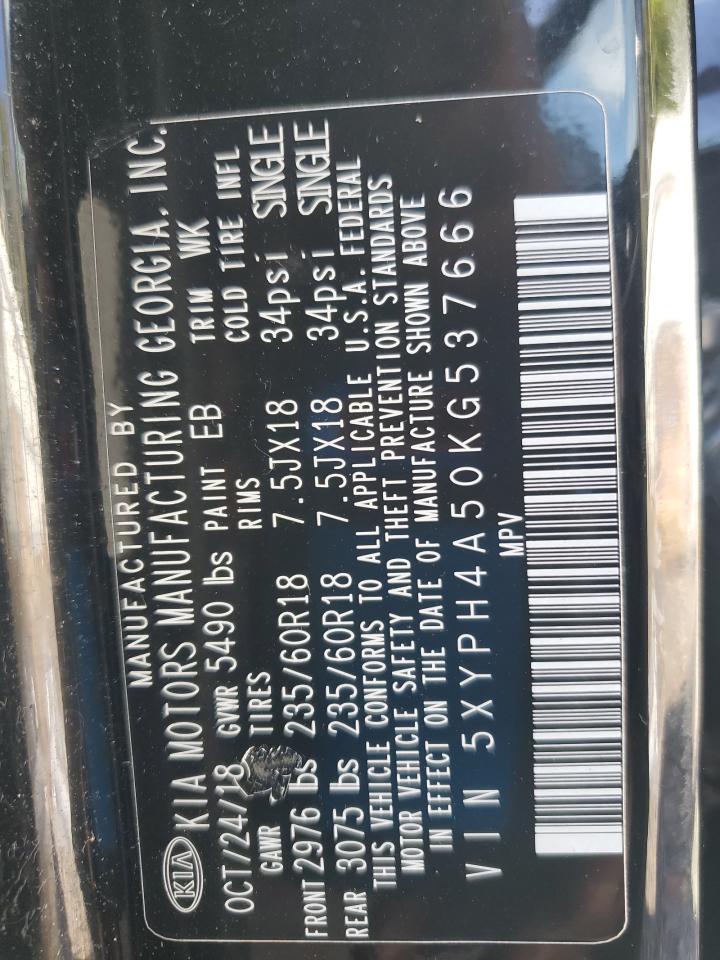 MANUFACTURED BY
KIA KIA MOTORS MANUFACTURING GEORGIA, INC.
OCT/24/18 GVWR 5490 lbs PAINT EB TRIM WK
GAWR TIRES RIMS COLD TIRE INFL
FRONT 2976 lbs 235/60R18 7.5JX18 34psi SINGLE
REAR 3075 lbs 235/60R18 7.5JX18 34psi SINGLE
THIS VEHICLE CONFORMS TO ALL APPLICABLE U.S.A. FEDERAL
MOTOR VEHICLE SAFETY AND THEFT PREVENTION STANDARDS
IN EFFECT ON THE DATE OF MANUFACTURE SHOWN ABOVE
VIN 5XYPH4A50KG537666
MPV